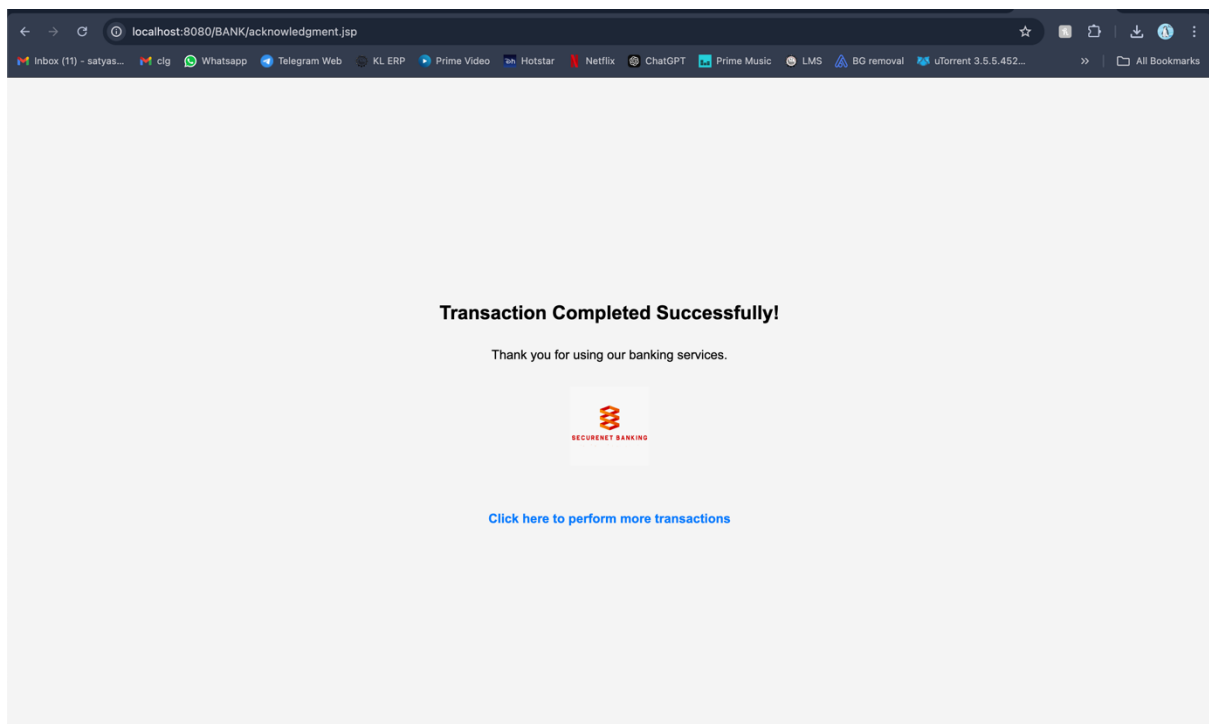 localhost:8080/BANK/acknowledgment.jsp
Inbox (11) - satyas... clg Whatsapp Telegram Web KL ERP Prime Video Hotstar Netflix ChatGPT Prime Music LMS BG removal uTorrent 3.5.5.452... » All Bookmarks
Transaction Completed Successfully!
Thank you for using our banking services.
SECURENET BANKING
Click here to perform more transactions